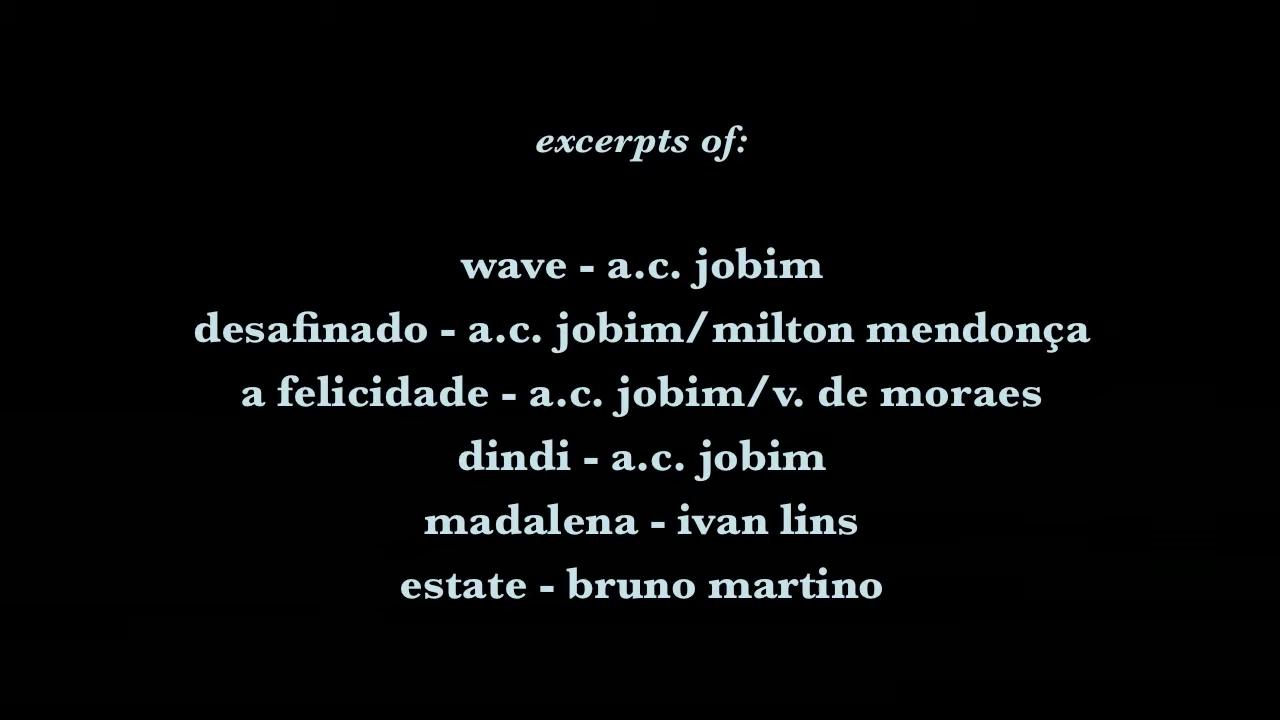 excerpts of:
wave - a.c. jobim
desafinado - a.c. jobim/milton mendonça
a felicidade - a.c. jobim/v. de moraes
dindi - a.c. jobim
madalena - ivan lins
estate - bruno martino